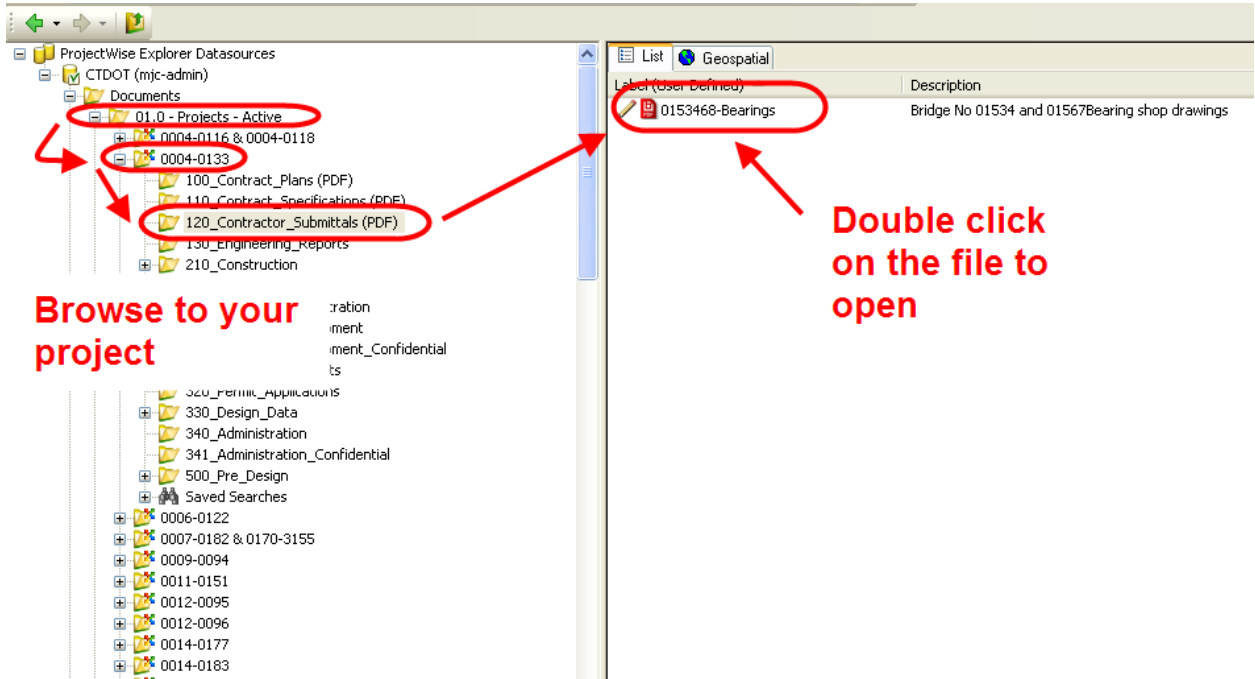 ProjectWise Explorer Datasources
CTDOT (mjc-admin)
Documents
01.0 - Projects - Active
0004-0116 & 0004-0118
0004-0133
100_Contract_Plans (PDF)
110_Contract_Specifications (PDF)
120_Contractor_Submittals (PDF)
130_Engineering_Reports
210_Construction
Browse to your
project
ration
ment
ment_Confidential
ts
320_Permit_Applications
330_Design_Data
340_Administration
341_Administration_Confidential
500_Pre_Design
Saved Searches
0006-0122
0007-0182 & 0170-3155
0009-0094
0011-0151
0012-0095
0012-0096
0014-0177
0014-0183
List Geospatial
Label (User Defined) Description
0153468-Bearings Bridge No 01534 and 01567Bearing shop drawings
Double click
on the file to
open